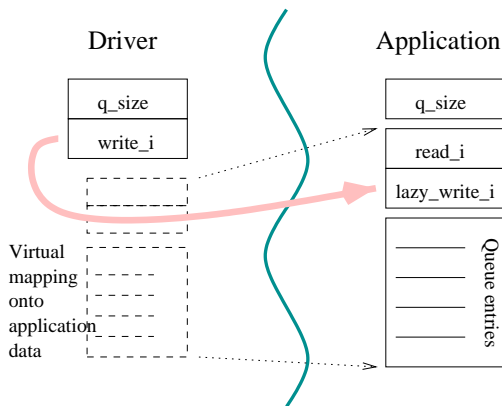 Driver
q_size
write_i
Virtual
mapping
onto
application
data
Application
q_size
read_i
lazy_write_i
Queue entries